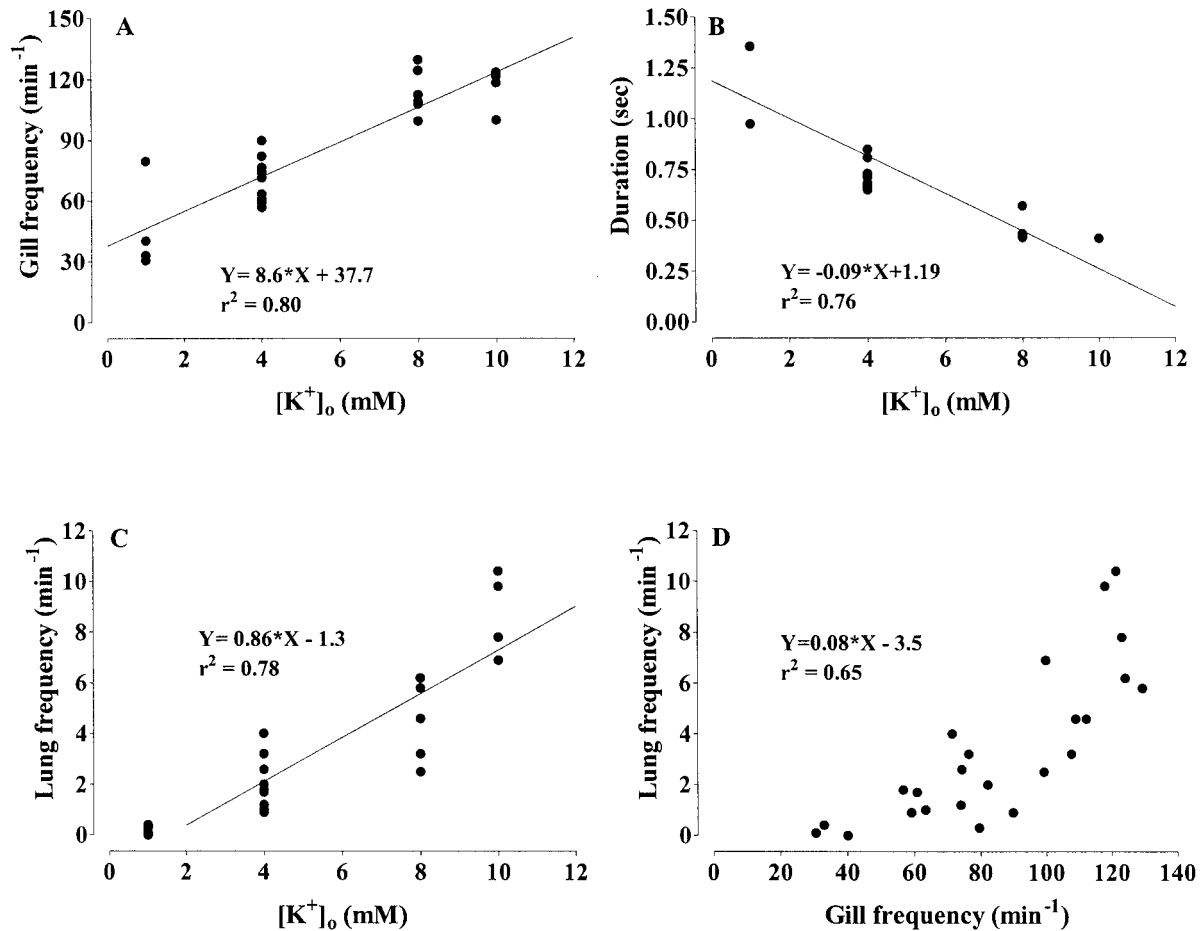 A
Gill frequency (min⁻¹)
150
120
90
60
30
0
Y= 8.6*X + 37.7
r² = 0.80
0 2 4 6 8 10 12
[K⁺]ₒ (mM)
B
Duration (sec)
1.50
1.25
1.00
0.75
0.50
0.25
0.00
Y= -0.09*X+1.19
r²= 0.76
0 2 4 6 8 10 12
[K⁺]ₒ (mM)
C
Lung frequency (min⁻¹)
12
10
8
6
4
2
0
Y= 0.86*X - 1.3
r² = 0.78
0 2 4 6 8 10 12
[K⁺]ₒ (mM)
D
Lung frequency (min⁻¹)
12
10
8
6
4
2
0
Y=0.08*X - 3.5
r² = 0.65
0 20 40 60 80 100 120 140
Gill frequency (min⁻¹)